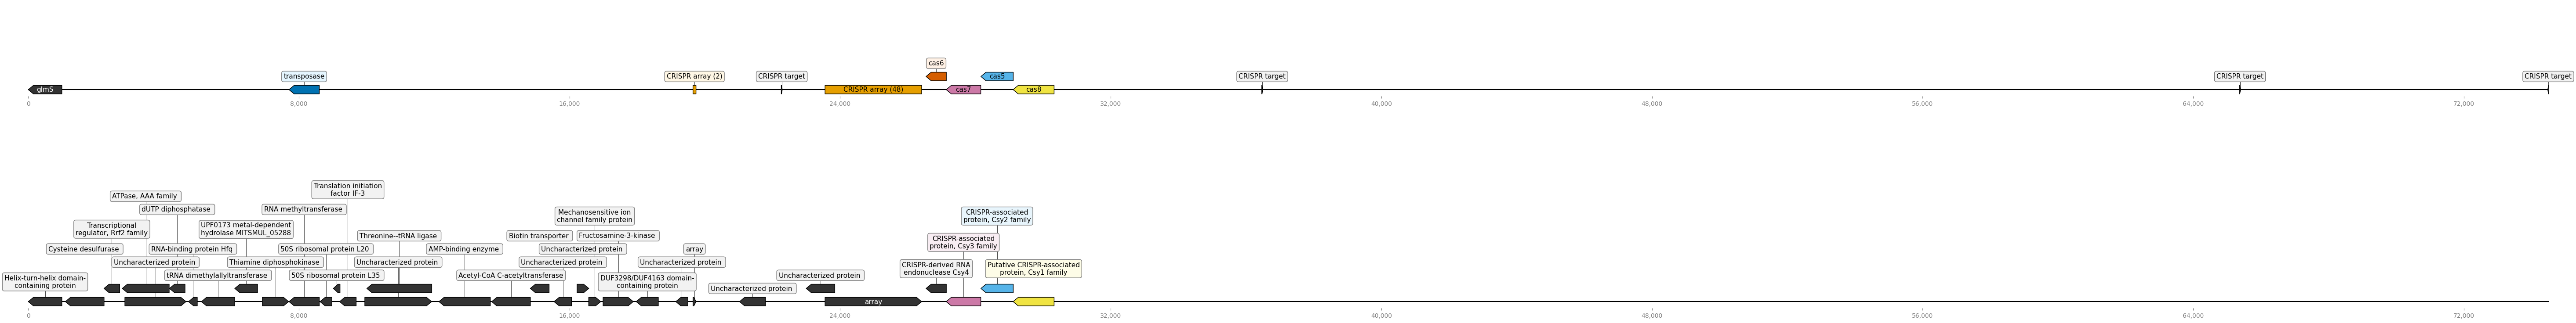 cas6
transposase
CRISPR array (2)
CRISPR target
cas5
CRISPR target
CRISPR target
CRISPR target
glmS
CRISPR array (48)
cas7
cas8
0
8,000
16,000
24,000
32,000
40,000
48,000
56,000
64,000
72,000
Translation initiation
factor IF-3
ATPase, AAA family
dUTP diphosphatase
RNA methyltransferase
Mechanosensitive ion
channel family protein
CRISPR-associated
protein, Csy2 family
Transcriptional
regulator, Rrf2 family
UPF0173 metal-dependent
hydrolase MITSMUL_05288
Threonine--tRNA ligase
Biotin transporter
Fructosamine-3-kinase
CRISPR-associated
protein, Csy3 family
Cysteine desulfurase
RNA-binding protein Hfq
50S ribosomal protein L20
AMP-binding enzyme
Uncharacterized protein
array
Uncharacterized protein
Thiamine diphosphokinase
Uncharacterized protein
Uncharacterized protein
Uncharacterized protein
CRISPR-derived RNA
endonuclease Csy4
Putative CRISPR-associated
protein, Csy1 family
Helix-turn-helix domain-
containing protein
tRNA dimethylallyltransferase
50S ribosomal protein L35
Acetyl-CoA C-acetyltransferase
DUF3298/DUF4163 domain-
containing protein
Uncharacterized protein
Uncharacterized protein
array
0
8,000
16,000
24,000
32,000
40,000
48,000
56,000
64,000
72,000